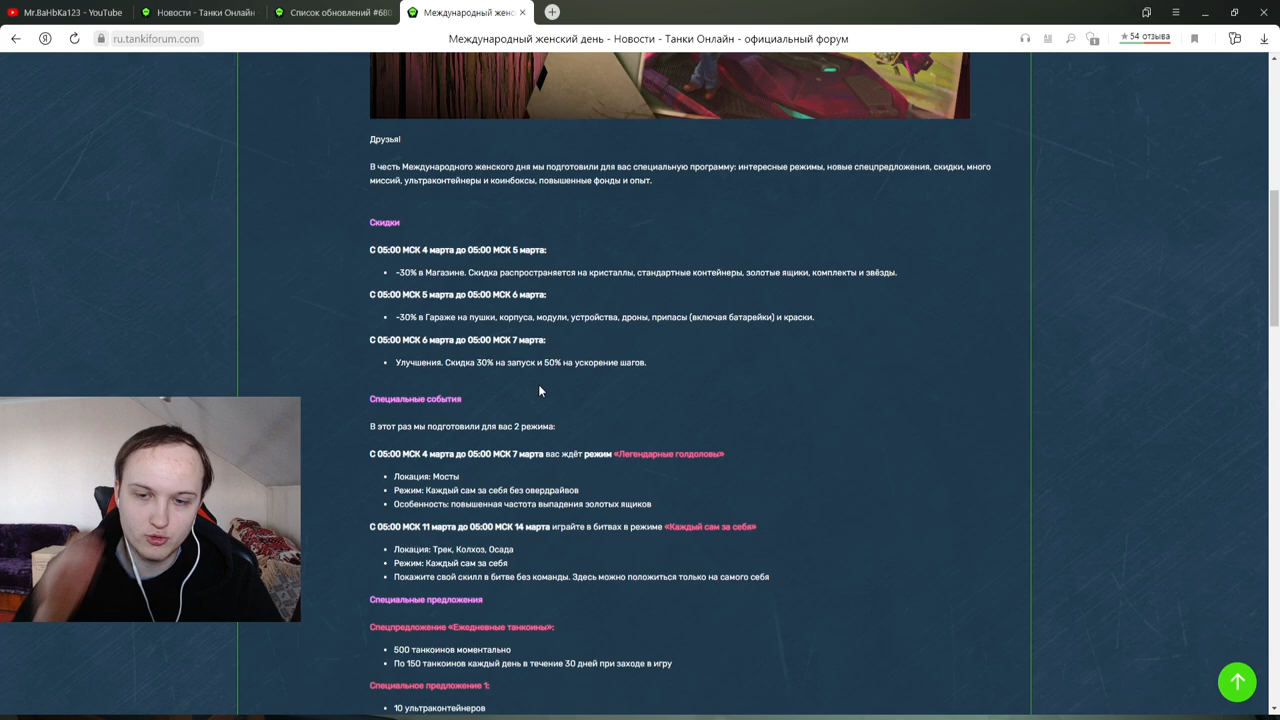 Mr.BaHbKa123 - YouTube
Новости - Танки Онлайн
Список обновлений #680
Международный женс
ru.tankiforum.com
Международный женский день - Новости - Танки Онлайн - официальный форум
★54 отзыва
Друзья!
В честь Международного женского дня мы подготовили для вас специальную программу: интересные режимы, новые спецпредложения, скидки, много
миссий, ультраконтейнеры и коинбоксы, повышенные фонды и опыт.
Скидки
С 05:00 МСК 4 марта до 05:00 МСК 5 марта:
• -30% в Магазине. Скидка распространяется на кристаллы, стандартные контейнеры, золотые ящики, комплекты и звёзды.
С 05:00 МСК 5 марта до 05:00 МСК 6 марта:
• -30% в Гараже на пушки, корпуса, модули, устройства, дроны, припасы (включая батарейки) и краски.
С 05:00 МСК 6 марта до 05:00 МСК 7 марта:
• Улучшения. Скидка 30% на запуск и 50% на ускорение шагов.
Специальные события
В этот раз мы подготовили для вас 2 режима:
С 05:00 МСК 4 марта до 05:00 МСК 7 марта вас ждёт режим «Легендарные голдоловы»
• Локация: Мосты
• Режим: Каждый сам за себя без овердрайвов
• Особенность: повышенная частота выпадения золотых ящиков
С 05:00 МСК 11 марта до 05:00 МСК 14 марта играйте в битвах в режиме «Каждый сам за себя»
• Локация: Трек, Колхоз, Осада
• Режим: Каждый сам за себя
• Покажите свой скилл в битве без команды. Здесь можно положиться только на самого себя
Специальные предложения
Спецпредложение «Ежедневные танкоины»:
• 500 танкоинов моментально
• По 150 танкоинов каждый день в течение 30 дней при заходе в игру
Специальное предложение 1:
• 10 ультраконтейнеров